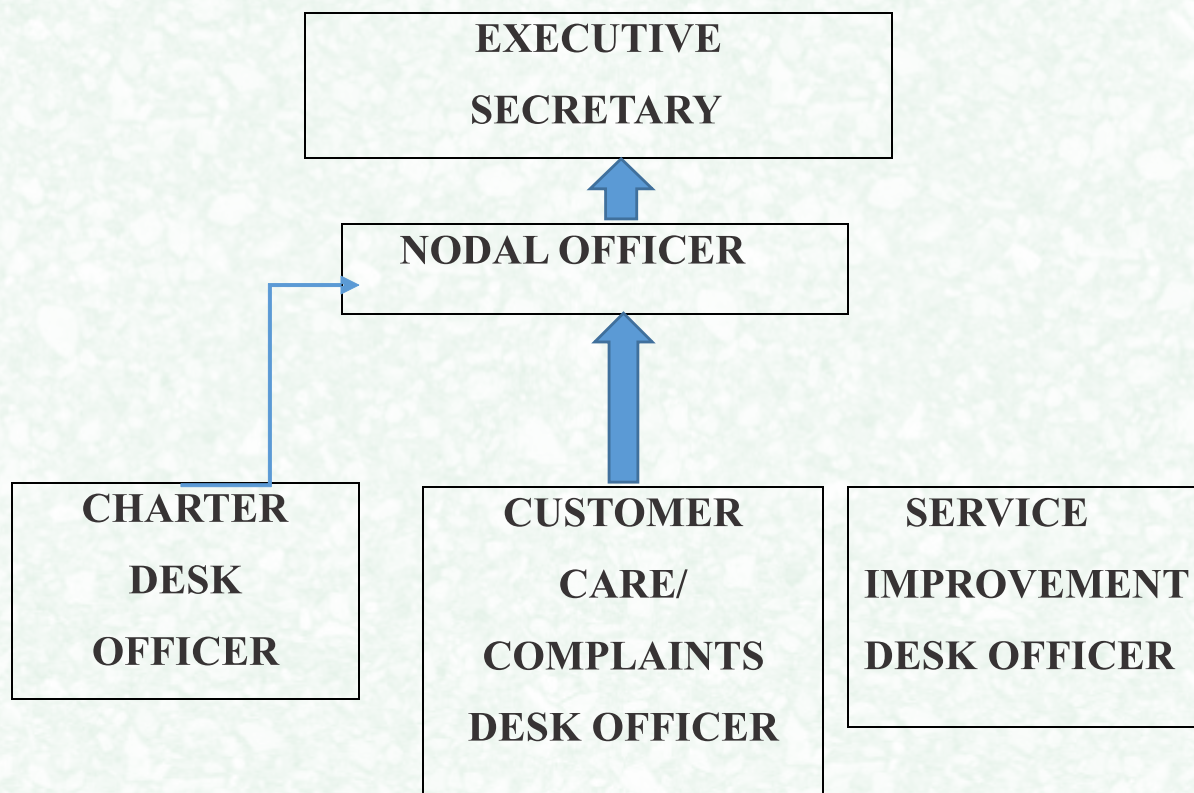 EXECUTIVE
SECRETARY
NODAL OFFICER
CHARTER
DESK
OFFICER
CUSTOMER
CARE/
COMPLAINTS
DESK OFFICER
SERVICE
IMPROVEMENT
DESK OFFICER